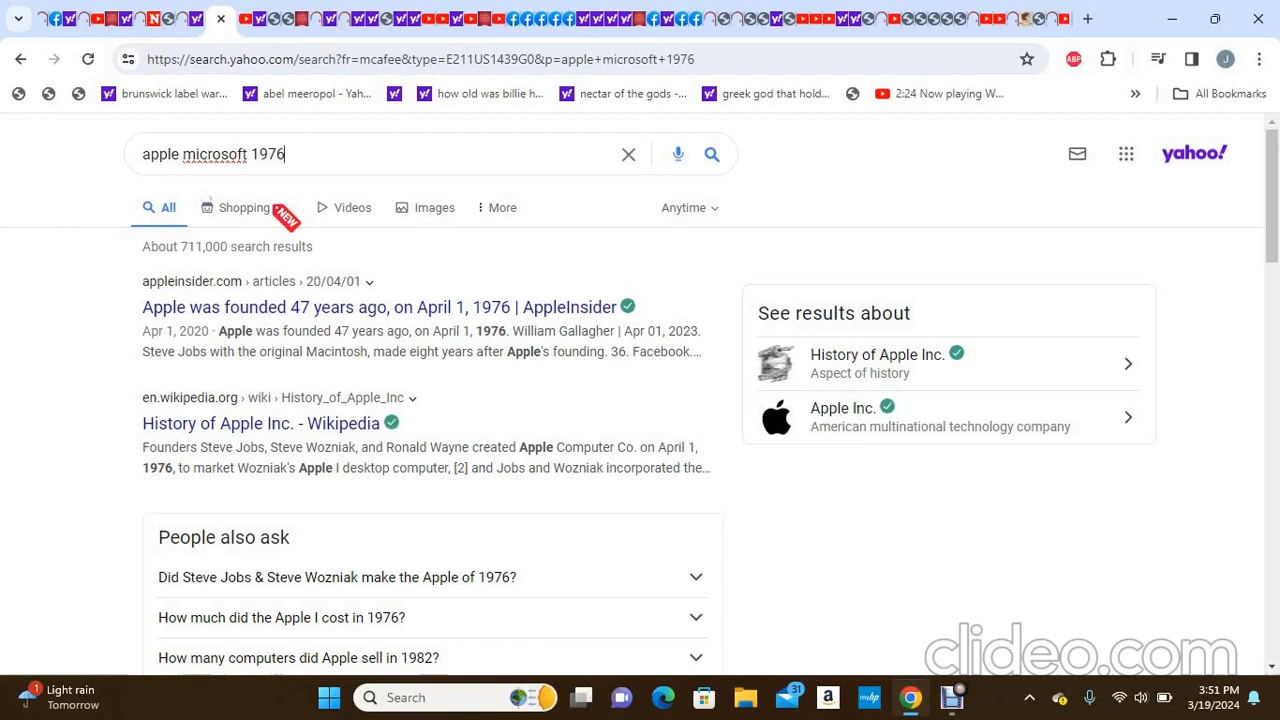 https://search.yahoo.com/search?fr=mcafee&type=E211US1439G0&p=apple+microsoft+1976
ABP
J
brunswick label war...
abel meeropol - Yah...
how old was billie h...
nectar of the gods -...
greek god that hold...
2:24 Now playing W...
»
All Bookmarks
apple microsoft 1976
yahoo!
All
Shopping
NEW
Videos
Images
More
Anytime
About 711,000 search results
appleinsider.com › articles › 20/04/01
Apple was founded 47 years ago, on April 1, 1976 | AppleInsider
Apr 1, 2020 · Apple was founded 47 years ago, on April 1, 1976. William Gallagher | Apr 01, 2023.
Steve Jobs with the original Macintosh, made eight years after Apple's founding. 36. Facebook....
en.wikipedia.org › wiki › History_of_Apple_Inc
History of Apple Inc. - Wikipedia
Founders Steve Jobs, Steve Wozniak, and Ronald Wayne created Apple Computer Co. on April 1,
1976, to market Wozniak's Apple I desktop computer, [2] and Jobs and Wozniak incorporated the...
See results about
History of Apple Inc.
Aspect of history
Apple Inc.
American multinational technology company
People also ask
Did Steve Jobs & Steve Wozniak make the Apple of 1976?
How much did the Apple I cost in 1976?
How many computers did Apple sell in 1982?
clideo.com
1
Light rain
Tomorrow
Search
31
a
myhp
3:51 PM
3/19/2024